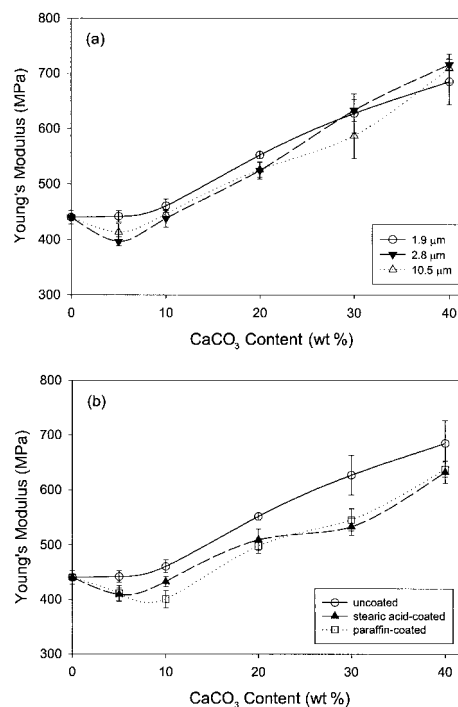 (a)
Young's Modulus (MPa)
800
700
600
500
400
300
0 10 20 30 40
CaCO₃ Content (wt %)
1.9 μm
2.8 μm
10.5 μm
(b)
Young's Modulus (MPa)
800
700
600
500
400
300
0 10 20 30 40
CaCO₃ Content (wt %)
uncoated
stearic acid-coated
paraffin-coated